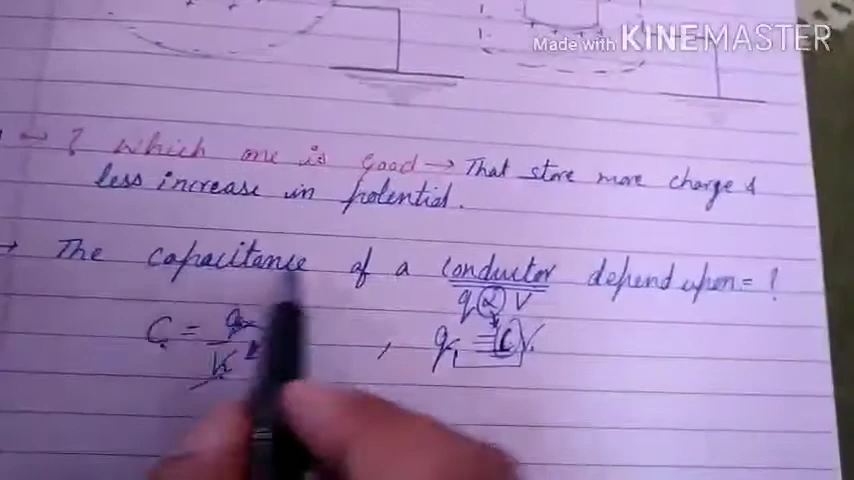 Made with KINEMASTER
? which one is good → That store more charge &
less increase in potential.
→ The capacitance of a conductor depend upon = !
q α V
C = q/V , q = CV.